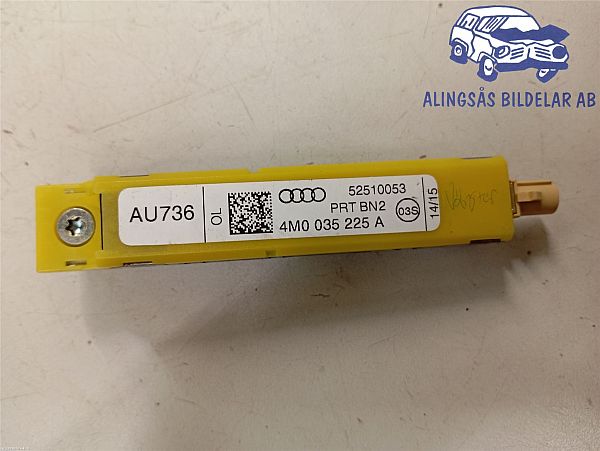 ALINGSÅS BILDELAR AB
AU736
OL
52510053
PRT BN2
4M0 035 225 A
03S
14/15